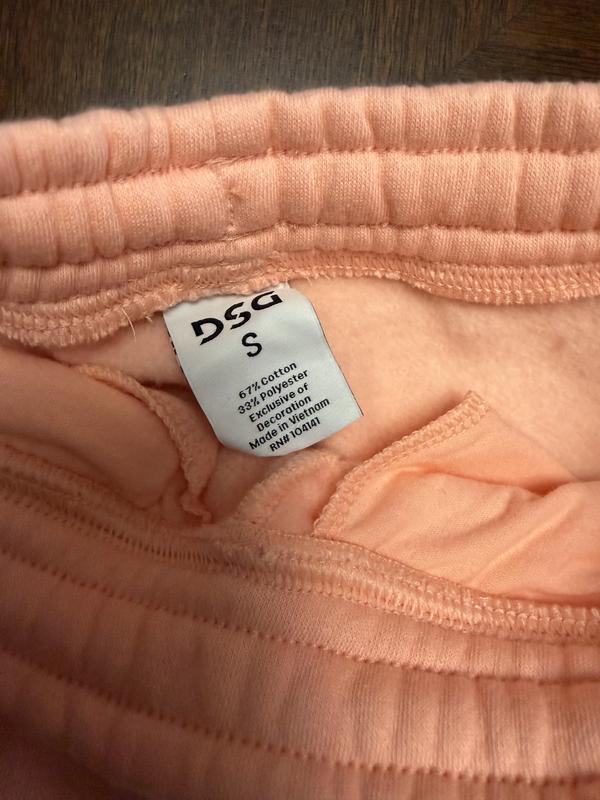 DSG
S
67% Cotton
33% Polyester
Exclusive of
Decoration
Made in Vietnam
RN# 104141